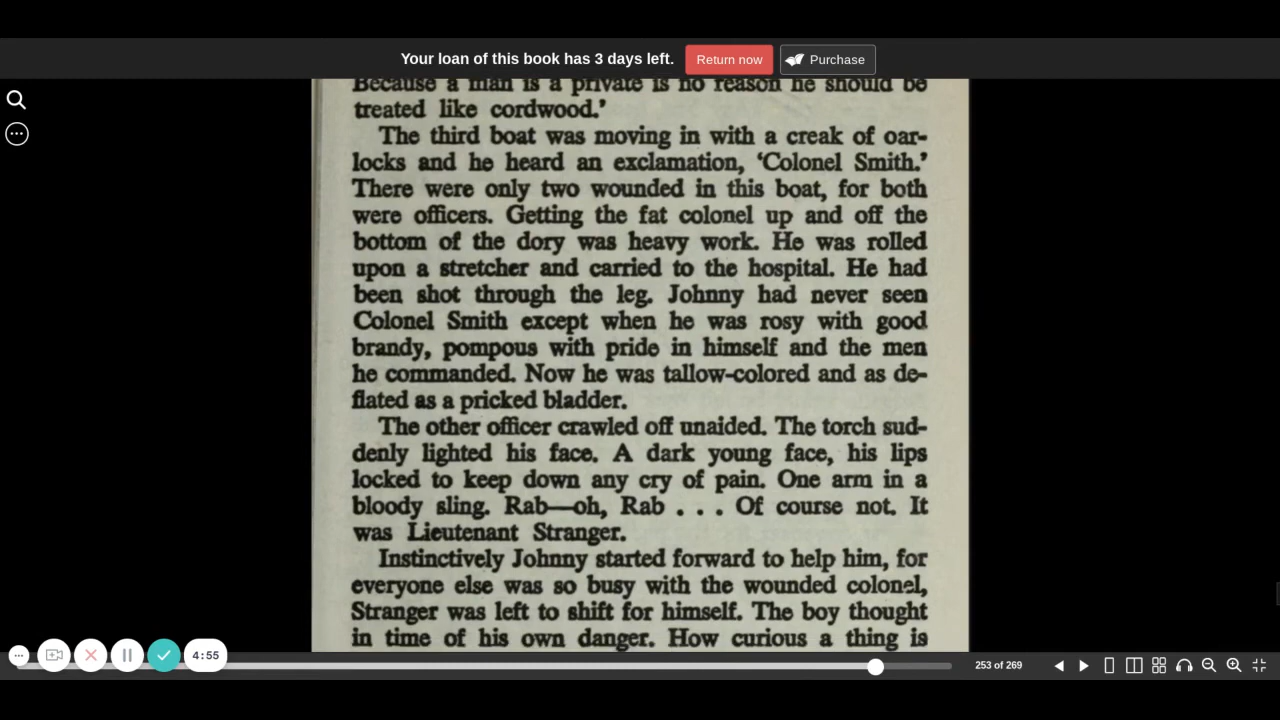 Your loan of this book has 3 days left. Return now Purchase
Because a man is a private is no reason he should be
treated like cordwood.'
The third boat was moving in with a creak of oar-
locks and he heard an exclamation, 'Colonel Smith.'
There were only two wounded in this boat, for both
were officers. Getting the fat colonel up and off the
bottom of the dory was heavy work. He was rolled
upon a stretcher and carried to the hospital. He had
been shot through the leg. Johnny had never seen
Colonel Smith except when he was rosy with good
brandy, pompous with pride in himself and the men
he commanded. Now he was tallow-colored and as de-
flated as a pricked bladder.
The other officer crawled off unaided. The torch sud-
denly lighted his face. A dark young face, his lips
locked to keep down any cry of pain. One arm in a
bloody sling. Rab—oh, Rab . . . Of course not. It
was Lieutenant Stranger.
Instinctively Johnny started forward to help him, for
everyone else was so busy with the wounded colonel,
Stranger was left to shift for himself. The boy thought
in time of his own danger. How curious a thing is
4:55
253 of 269